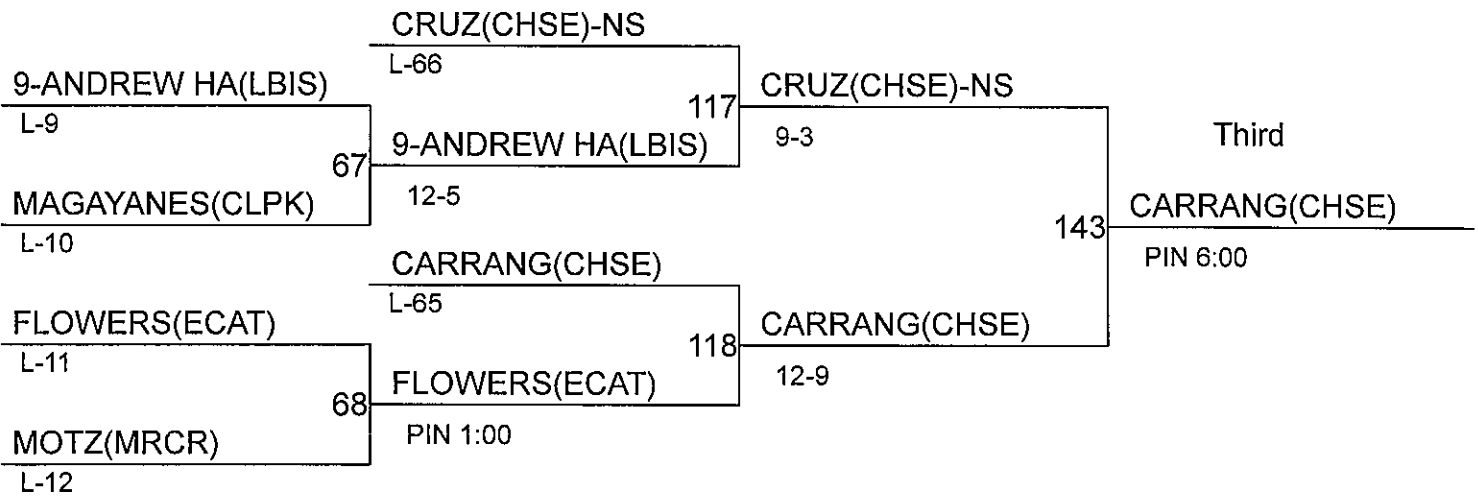 CRUZ(CHSE)-NS
L-66
9-ANDREW HA(LBIS)
L-9
117
CRUZ(CHSE)-NS
9-3
Third
67
9-ANDREW HA(LBIS)
12-5
MAGAYANES(CLPK)
L-10
143
CARRANG(CHSE)
PIN 6:00
CARRANG(CHSE)
L-65
FLOWERS(ECAT)
L-11
118
CARRANG(CHSE)
12-9
68
FLOWERS(ECAT)
PIN 1:00
MOTZ(MRCR)
L-12